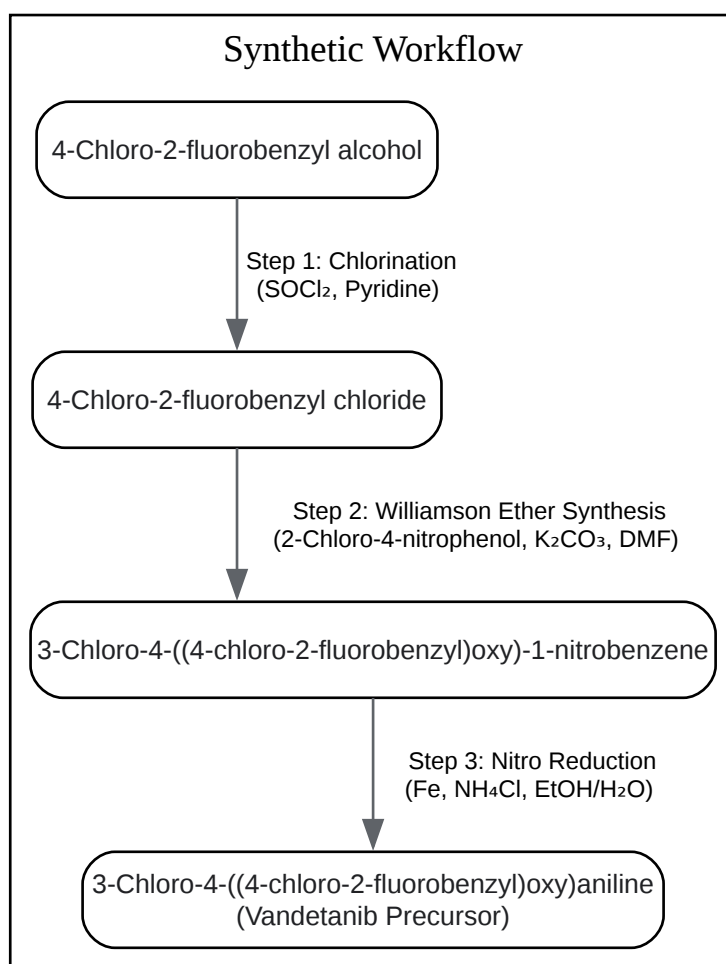 Synthetic Workflow
4-Chloro-2-fluorobenzyl alcohol
Step 1: Chlorination
(SOCl₂, Pyridine)
4-Chloro-2-fluorobenzyl chloride
Step 2: Williamson Ether Synthesis
(2-Chloro-4-nitrophenol, K₂CO₃, DMF)
3-Chloro-4-((4-chloro-2-fluorobenzyl)oxy)-1-nitrobenzene
Step 3: Nitro Reduction
(Fe, NH₄Cl, EtOH/H₂O)
3-Chloro-4-((4-chloro-2-fluorobenzyl)oxy)aniline
(Vandetanib Precursor)